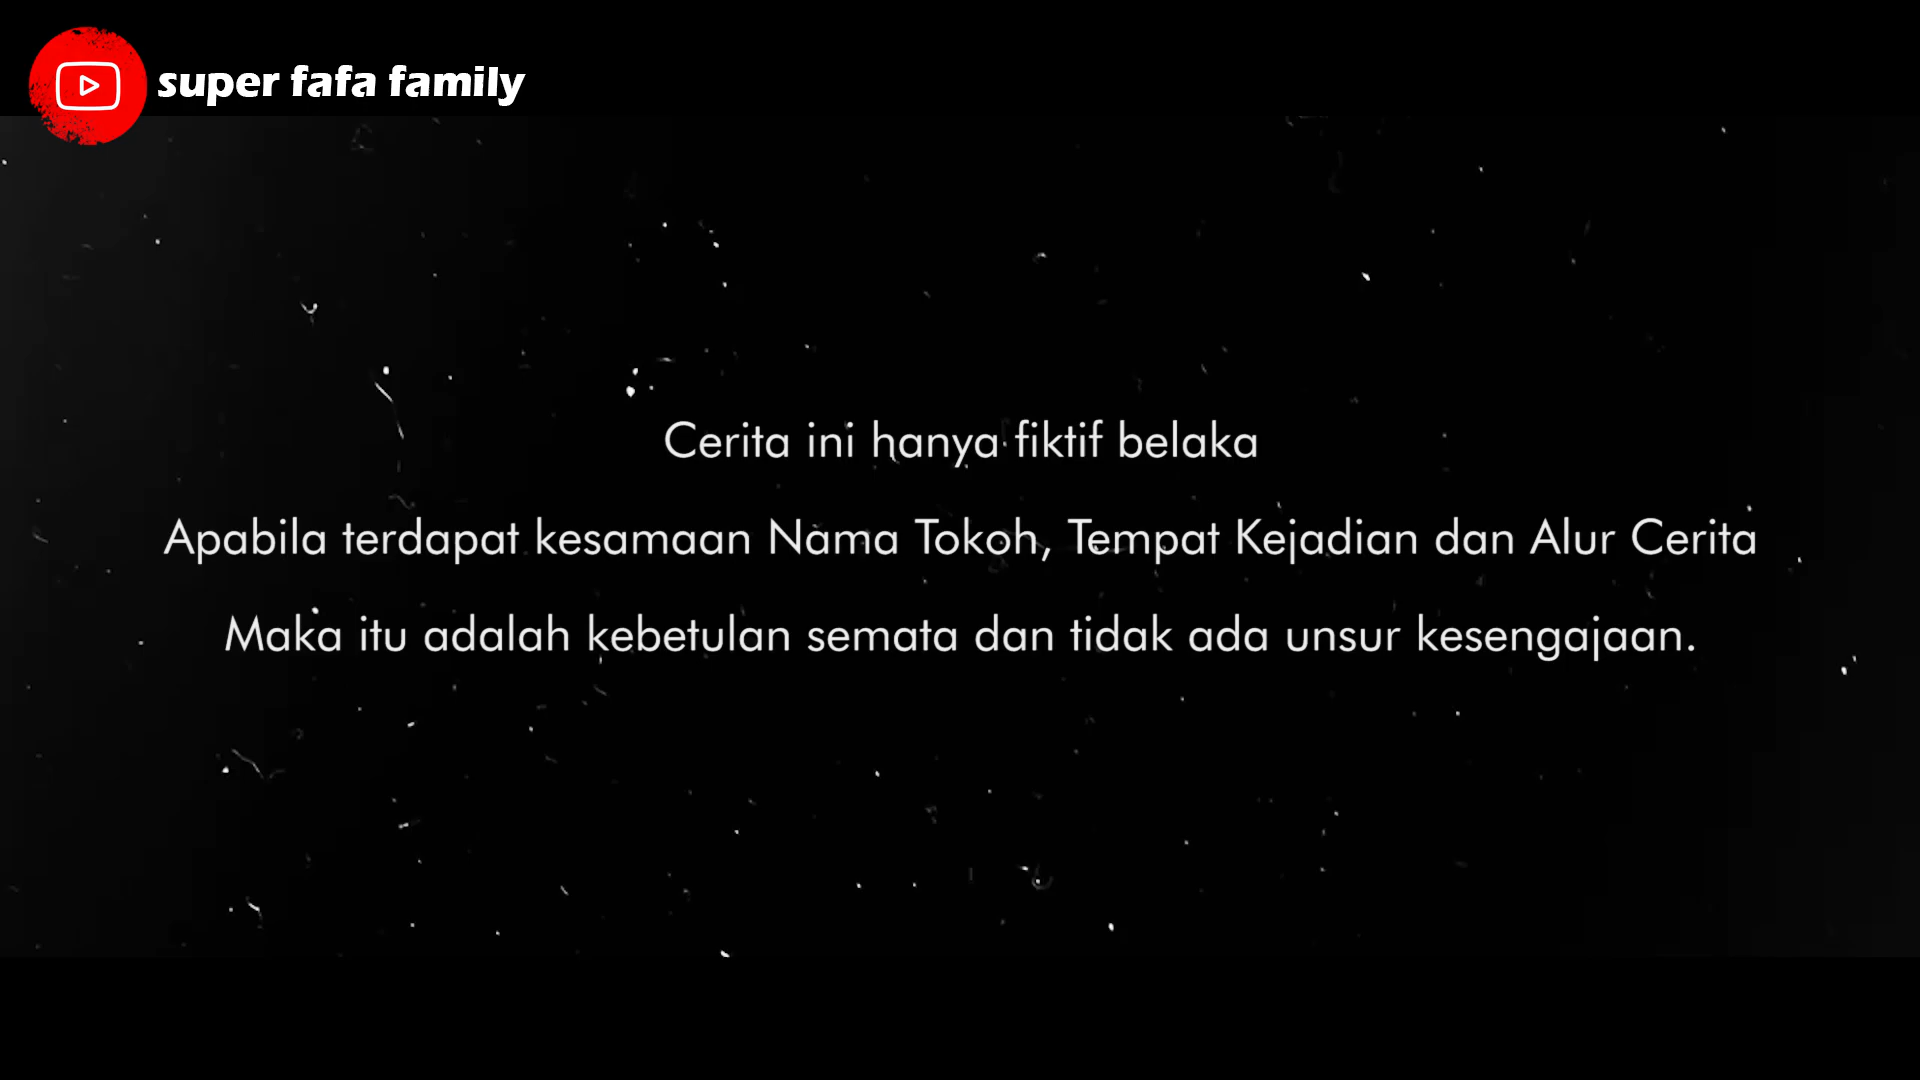 super fafa family
Cerita ini hanya fiktif belaka
Apabila terdapat kesamaan Nama Tokoh, Tempat Kejadian dan Alur Cerita
Maka itu adalah kebetulan semata dan tidak ada unsur kesengajaan.